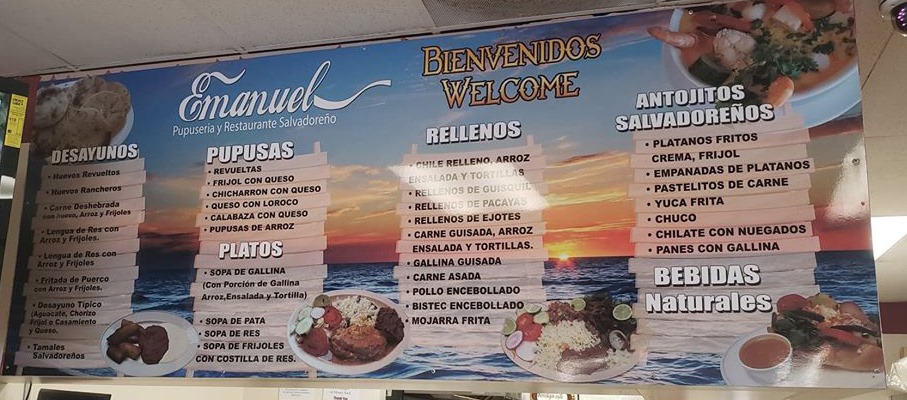 Emanuel
Pupuseria y Restaurante Salvadoreño
BIENVENIDOS
WELCOME
DESAYUNOS
• Huevos Revueltos
• Huevos Rancheros
• Carne Deshebrada
con huevo, Arroz y Frijoles
• Lengua de Res con
Arroz y Frijoles.
• Lengua de Res con
Arroz y Frijoles
• Fritada de Puerco
con Arroz y Frijoles
• Desayuno Típico
(Aguacate, Chorizo
Frijol o Casamiento
y Queso.
• Tamales
Salvadoreños
PUPUSAS
• REVUELTAS
• FRIJOL CON QUESO
• CHICHARRON CON QUESO
• QUESO CON LOROCO
• CALABAZA CON QUESO
• PUPUSAS DE ARROZ
PLATOS
• SOPA DE GALLINA
(Con Porción de Gallina
Arroz,Ensalada y Tortilla)
• SOPA DE PATA
• SOPA DE RES
• SOPA DE FRIJOLES
CON COSTILLA DE RES.
RELLENOS
• CHILE RELLENO, ARROZ
ENSALADA Y TORTILLAS
• RELLENOS DE GUISQUIL
• RELLENOS DE PACAYAS
• RELLENOS DE EJOTES
• CARNE GUISADA, ARROZ
ENSALADA Y TORTILLAS.
• GALLINA GUISADA
• CARNE ASADA
• POLLO ENCEBOLLADO
• BISTEC ENCEBOLLADO
• MOJARRA FRITA
ANTOJITOS
SALVADOREÑOS
• PLATANOS FRITOS
CREMA, FRIJOL
• EMPANADAS DE PLATANOS
• PASTELITOS DE CARNE
• YUCA FRITA
• CHUCO
• CHILATE CON NUEGADOS
• PANES CON GALLINA
BEBIDAS
Naturales